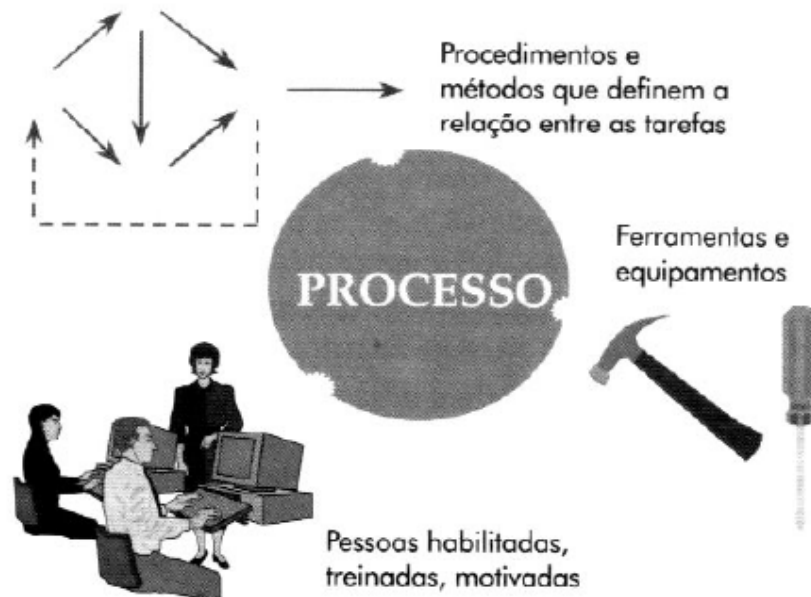 Procedimentos e
métodos que definem a
relação entre as tarefas
Ferramentas e
equipamentos
PROCESSO
Pessoas habilitadas,
treinadas, motivadas